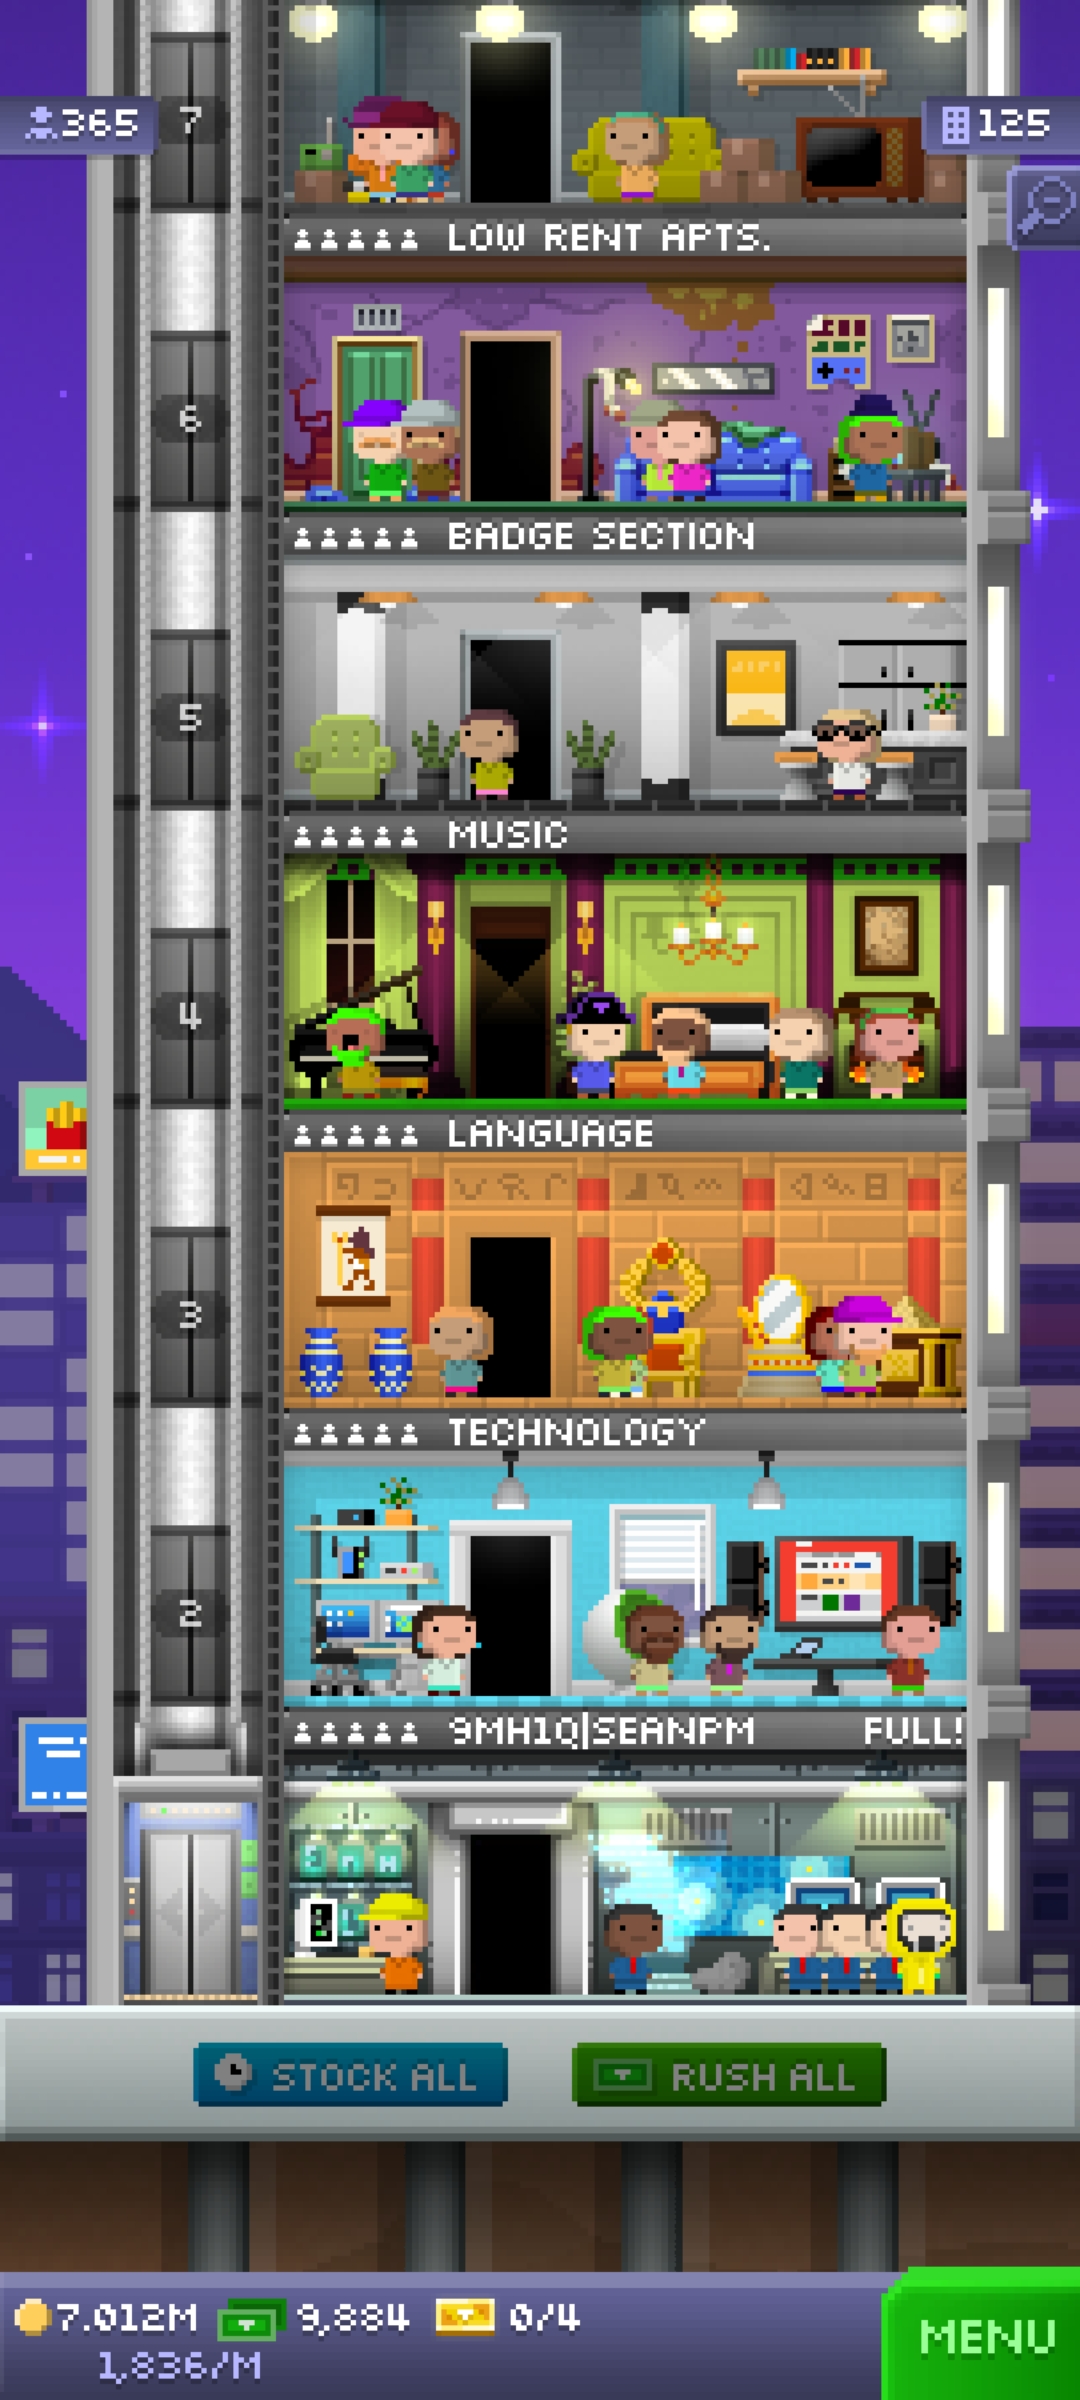 365
7
125
LOW RENT APTS.
6
BADGE SECTION
5
MUSIC
4
LANGUAGE
3
TECHNOLOGY
2
9MH1Q|SEANPM FULL!
STOCK ALL
RUSH ALL
7.012M 9,884 0/4
1,836/M
MENU